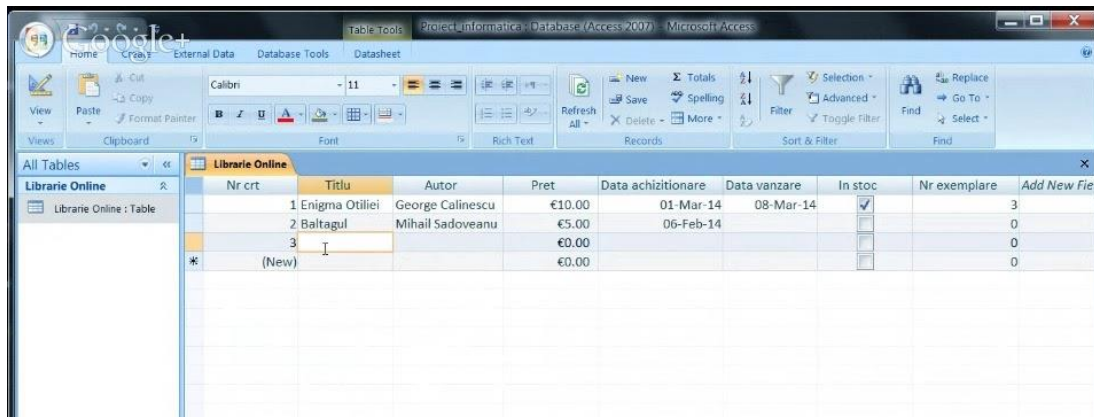 Google+
Table Tools Proiect_informatica : Database (Access 2007) - Microsoft Access
Home Create External Data Database Tools Datasheet
View
Views
Paste
Cut
Copy
Format Painter
Clipboard
Calibri 11
B I U A
Font
Rich Text
Refresh
All
New
Save
Delete
Totals
Spelling
More
Records
Filter
Selection
Advanced
Toggle Filter
Sort & Filter
Find
Replace
Go To
Select
Find
All Tables
Librarie Online
Librarie Online : Table
Librarie Online
Nr crt Titlu Autor Pret Data achizitionare Data vanzare In stoc Nr exemplare Add New Fie
1 Enigma Otiliei George Calinescu €10.00 01-Mar-14 08-Mar-14 3
2 Baltagul Mihail Sadoveanu €5.00 06-Feb-14 0
3 €0.00 0
(New) €0.00 0